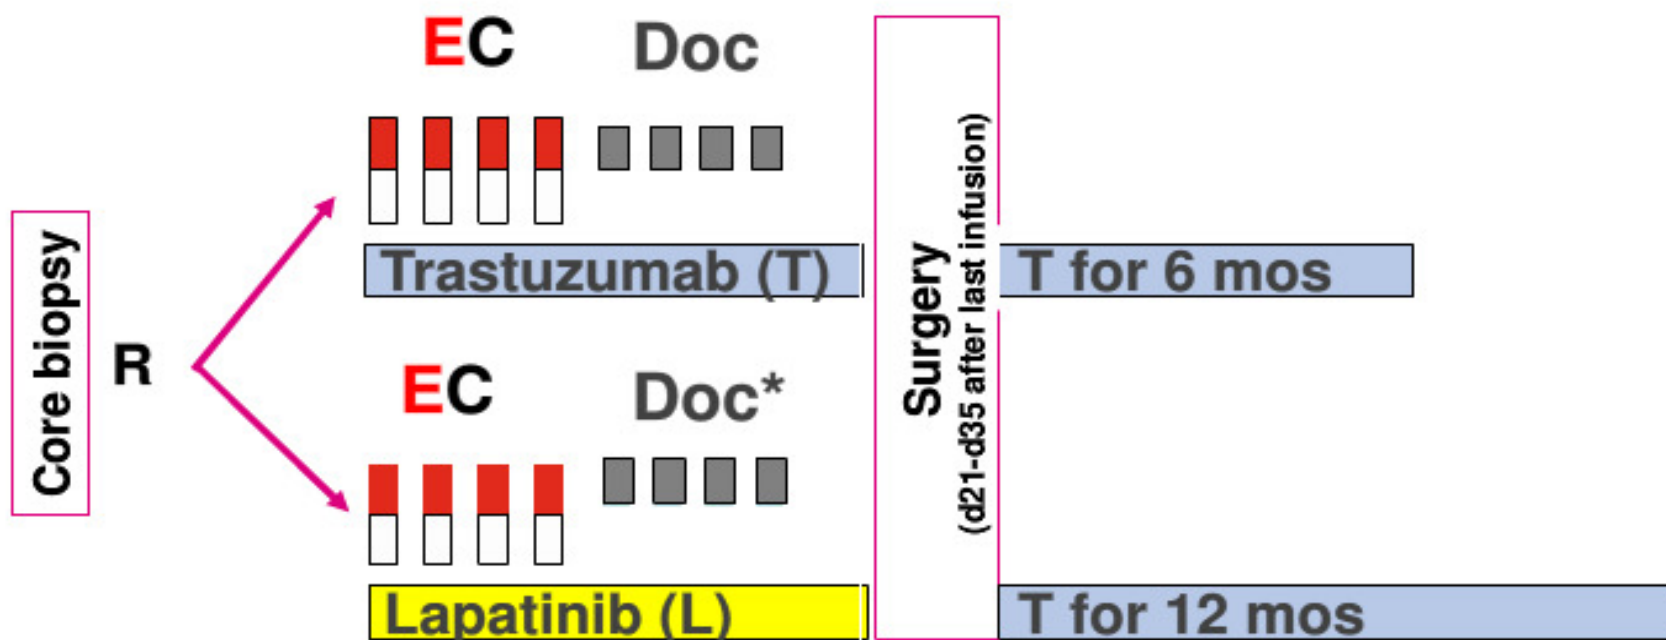 Core biopsy
R
EC
Doc
Trastuzumab (T)
EC
Doc*
Lapatinib (L)
Surgery
(d21-d35 after last infusion)
T for 6 mos
T for 12 mos